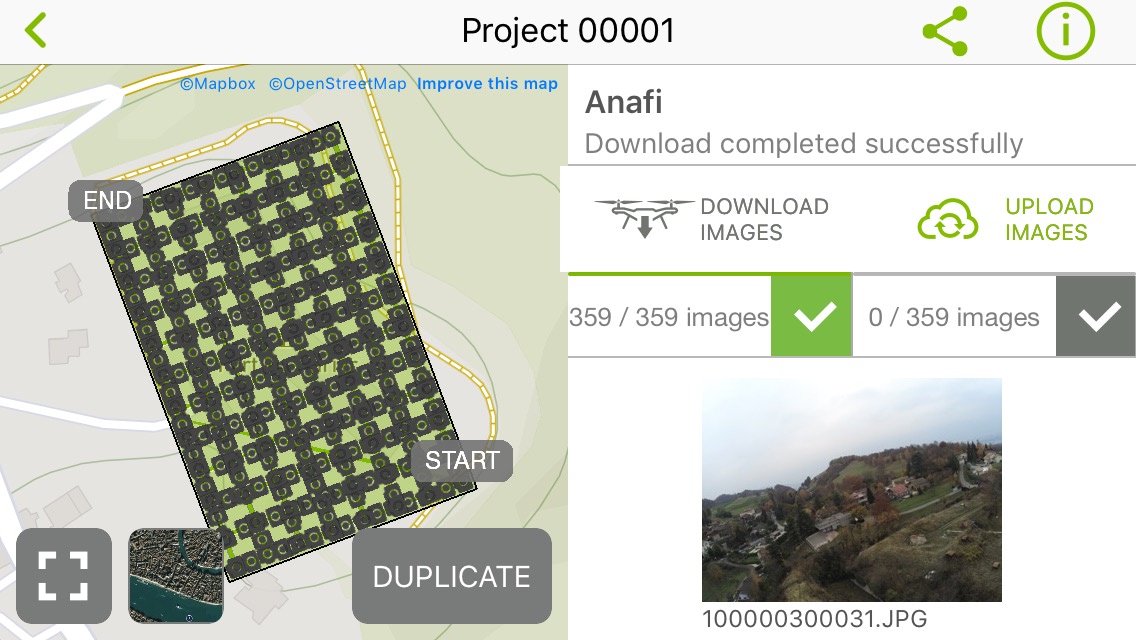 Project 00001
©Mapbox ©OpenStreetMap Improve this map
END
START
DUPLICATE
Anafi
Download completed successfully
DOWNLOAD
IMAGES
UPLOAD
IMAGES
359 / 359 images
0 / 359 images
100000300031.JPG